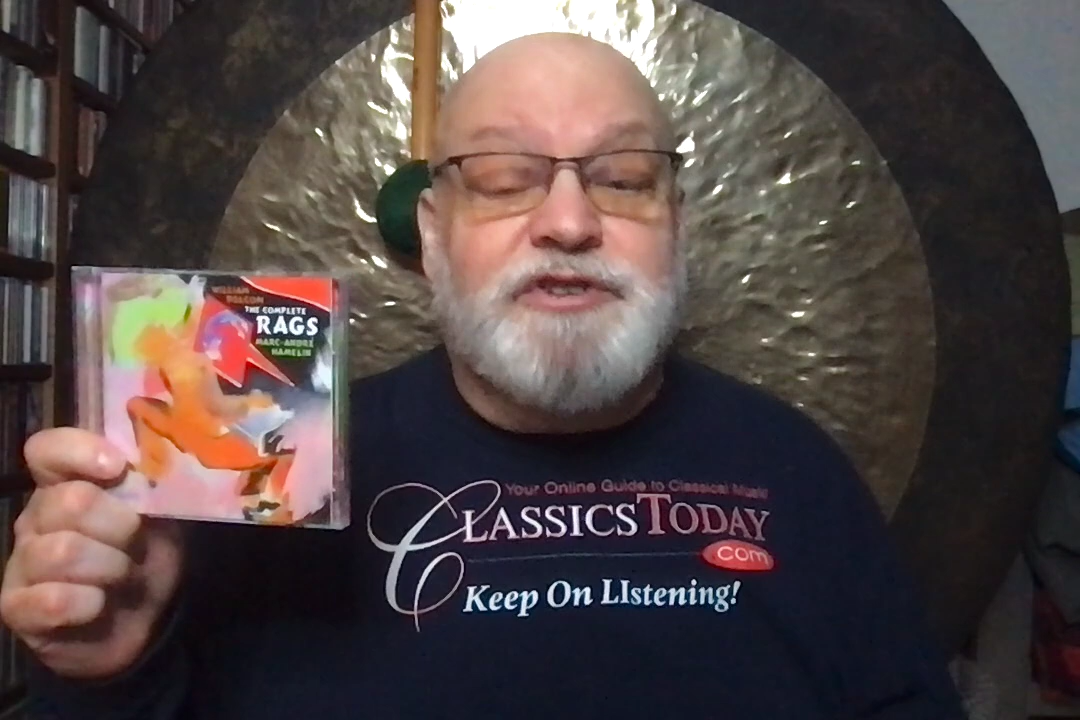 WILLIAM
BOLCOM
THE COMPLETE
RAGS
MARC-ANDRÉ
HAMELIN
Your Online Guide to Classical Music
CLASSICSTODAY
.com
Keep On LIstening!